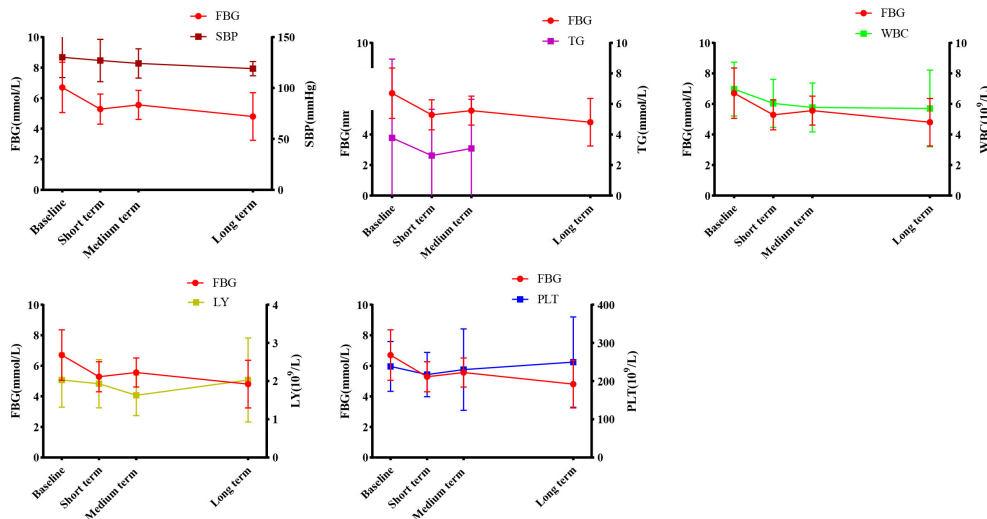 FBG
SBP
10
8
6
4
2
0
FBG(mmol/L)
150
100
50
0
SBP(mmHg)
Baseline
Short term
Medium term
Long term
FBG
TG
10
4
2
0
FBG(mr
10
8
6
4
2
0
TG(mmol/L)
Baseline
Short term
Medium term
Long term
FBG
WBC
10
8
6
4
2
0
FBG(mmol/L)
10
8
6
4
2
0
WBC(10⁹/L)
Baseline
Short term
Medium term
Long term
FBG
LY
10
8
6
4
2
0
FBG(mmol/L)
4
3
2
1
0
LY(10⁹/L)
Baseline
Short term
Medium term
Long term
FBG
PLT
10
8
6
4
2
0
FBG(mmol/L)
400
300
200
100
0
PLT(10⁹/L)
Baseline
Short term
Medium term
Long term